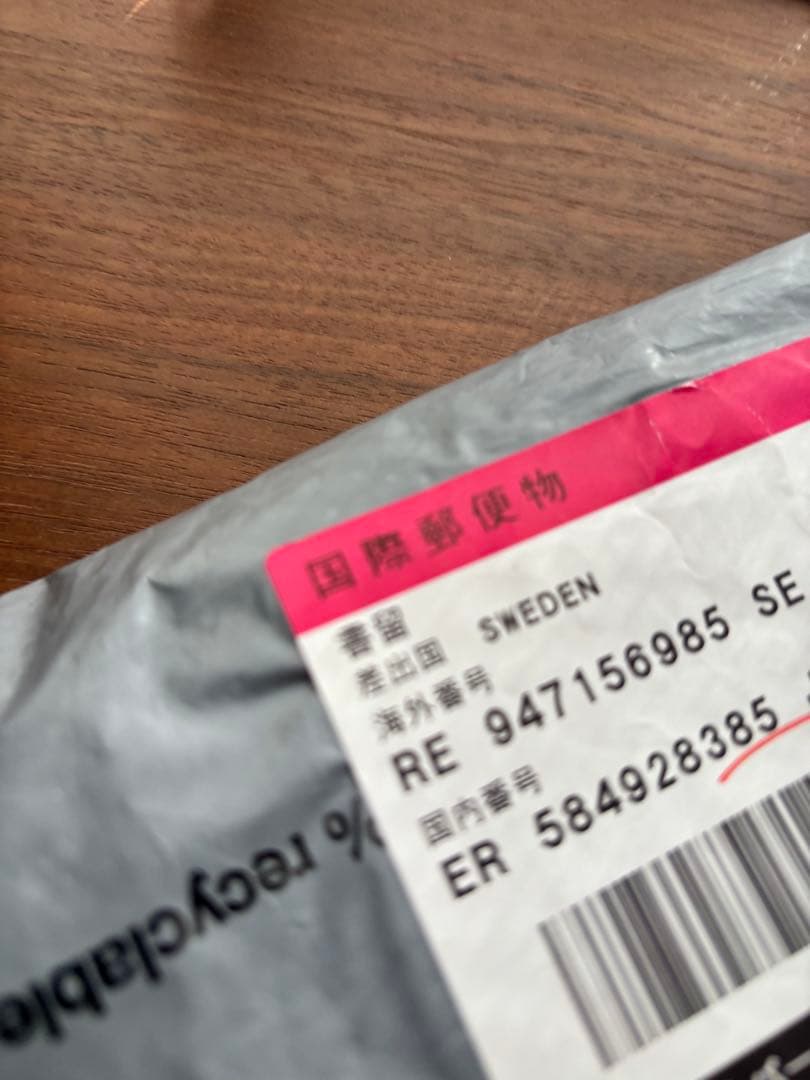 国際郵便物
書留
差出国 SWEDEN
海外番号
RE 947156985 SE
国内番号
ER 584928385
% recyclable